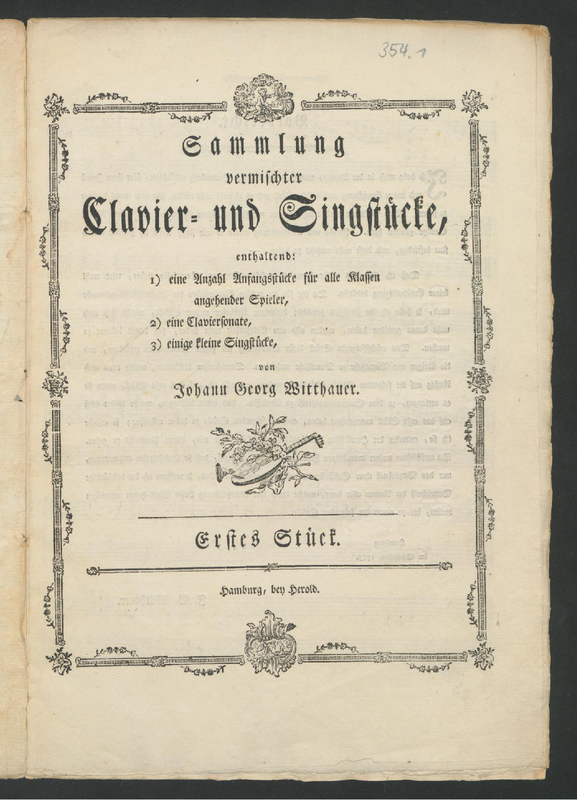 354.1
Sammlung
vermischter
Clavier- und Singstücke,
enthaltend:
1) eine Anzahl Anfangsstücke für alle Klassen
angehender Spieler,
2) eine Claviersonate,
3) einige kleine Singstücke,
von
Johann Georg Witthauer.
Erstes Stück.
Hamburg, bey Herold.